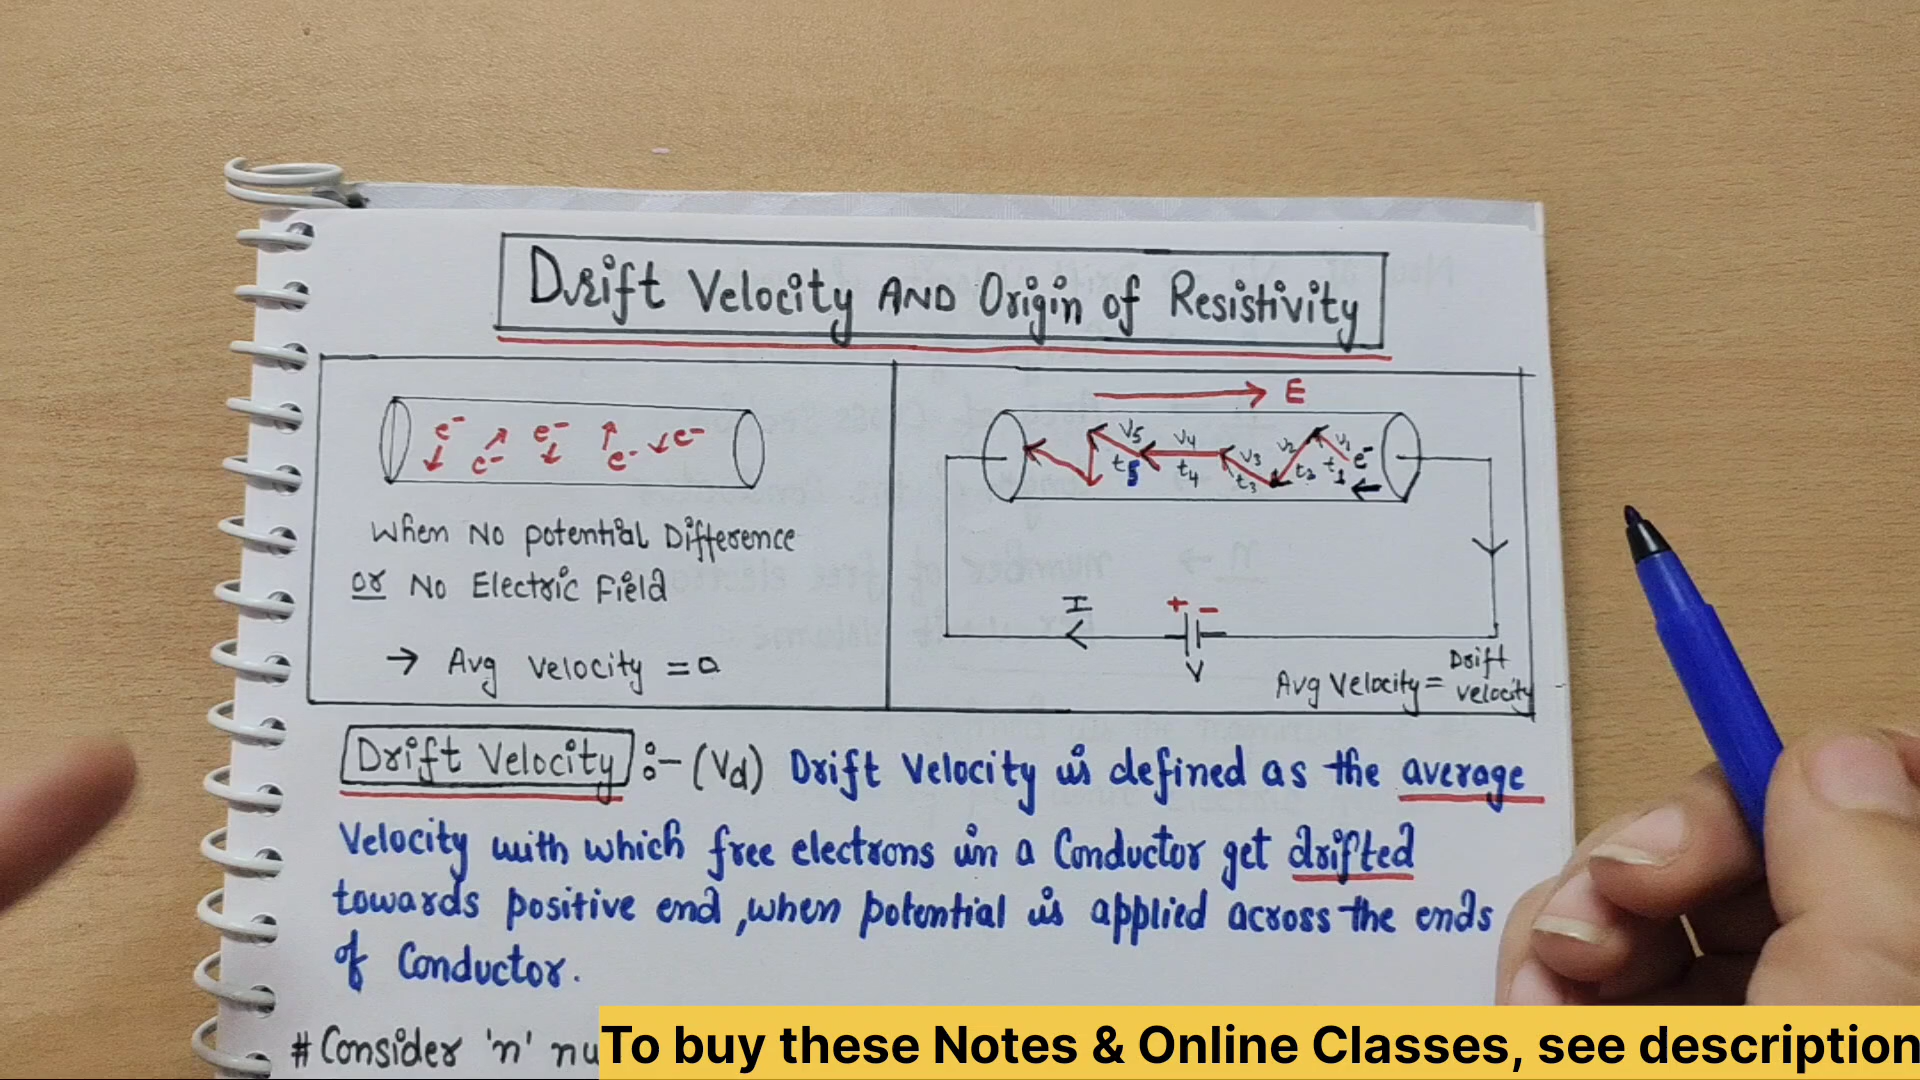 Drift Velocity AND Origin of Resistivity
e- e- e- e- e-
When No potential Difference
or No Electric Field
→ Avg velocity = 0
E
V5 V4 V3 V2 V1
t5 t4 t3 t2 t1 e-
I + -
V
Avg Velocity = Drift velocity
Drift Velocity :- (Vd) Drift Velocity is defined as the average
Velocity with which free electrons in a Conductor get drifted
towards positive end, when potential is applied across the ends
of Conductor.
# Consider 'n' nu
To buy these Notes & Online Classes, see description